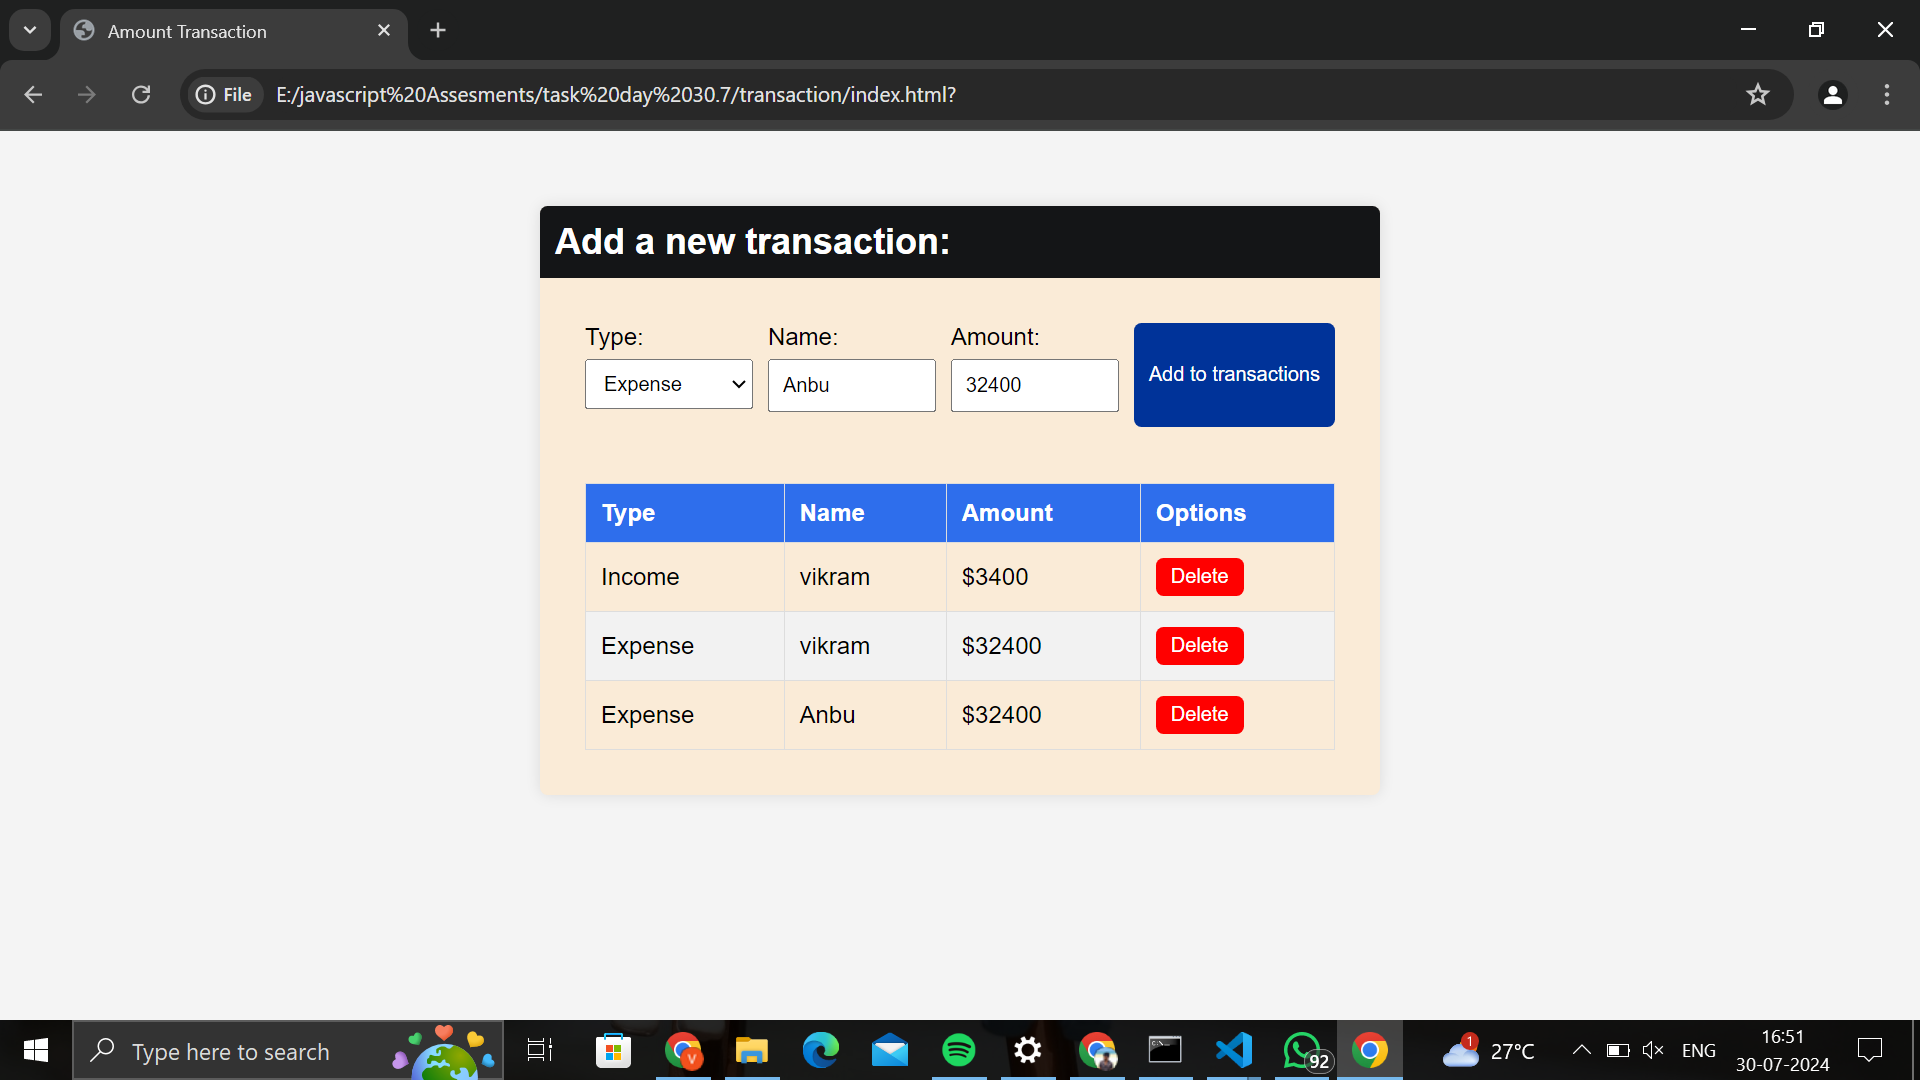 Amount Transaction
File E:/javascript%20Assesments/task%20day%2030.7/transaction/index.html?
Add a new transaction:
Type: Name: Amount:
Expense Anbu 32400 Add to transactions
Type Name Amount Options
Income vikram $3400 Delete
Expense vikram $32400 Delete
Expense Anbu $32400 Delete
Type here to search V 92 1 27°C ENG 16:51
30-07-2024